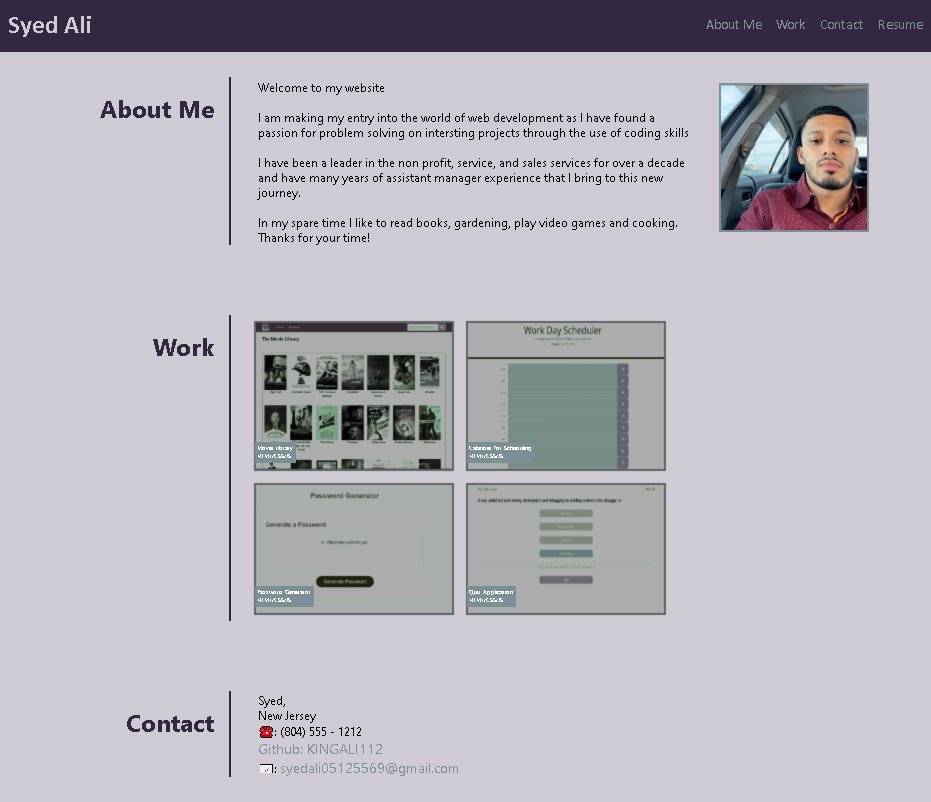 Syed Ali
About Me Work Contact Resume
About Me
Welcome to my website
I am making my entry into the world of web development as I have found a
passion for problem solving on intersting projects through the use of coding skills
I have been a leader in the non profit, service, and sales services for over a decade
and have many years of assistant manager experience that I bring to this new
journey.
In my spare time I like to read books, gardening, play video games and cooking.
Thanks for your time!
Work
The Movie Library
Movie Library
HTML/CSS/JS
Work Day Scheduler
Calendar For Scheduling
HTML/CSS/JS
Password Generator
Generate a Password
Generate Password
Password Generator
HTML/CSS/JS
Quiz Application
HTML/CSS/JS
Contact
Syed,
New Jersey
☎: (804) 555 - 1212
Github: KINGALI112
📧: syedali05125569@gmail.com